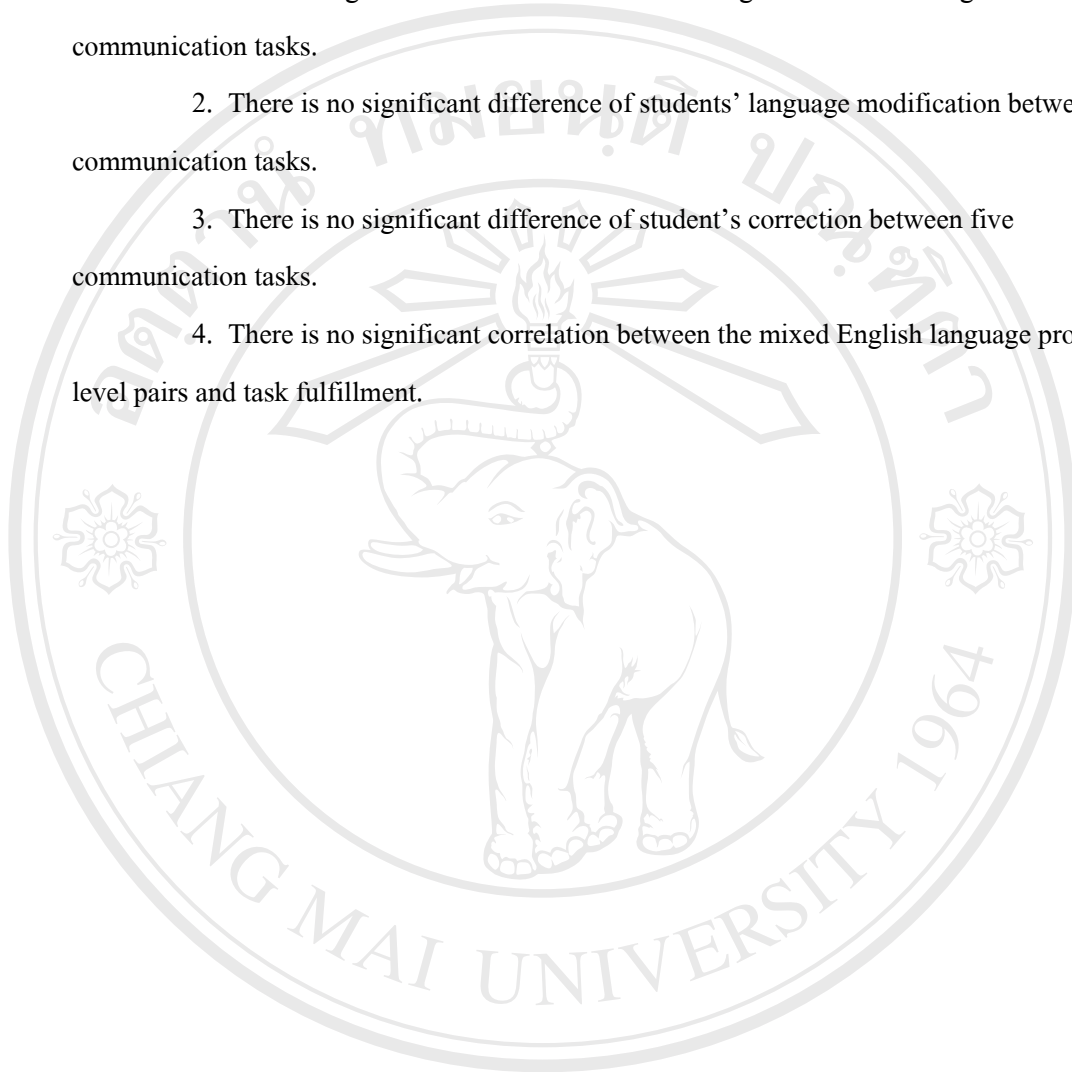 communication tasks.
2. There is no significant difference of students’ language modification
communication tasks.
3. There is no significant difference of student’s correction between five
communication tasks.
4. There is no significant correlation between the mixed English language
level pairs and task fulfillment.
CHIANG MAI UNIVERSITY 1964